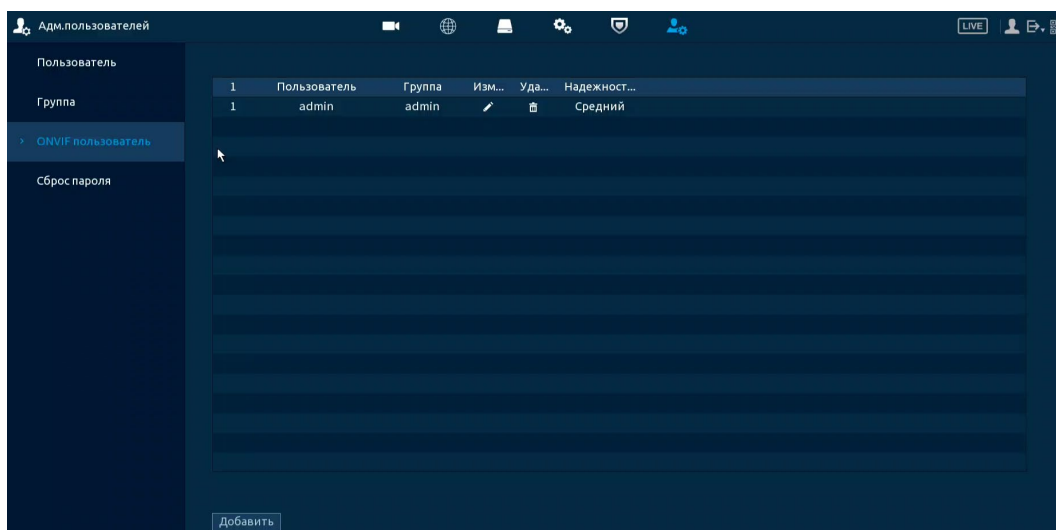 Адм.пользователей
LIVE
Пользователь
Группа
ONVIF пользователь
Сброс пароля
1 Пользователь Группа Изм... Уда... Надежност...
1 admin admin Средний
Добавить